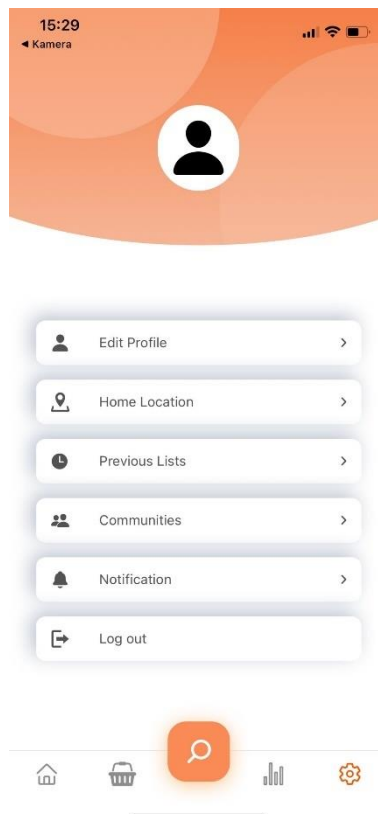 15:29
◀ Kamera
Edit Profile
Home Location
Previous Lists
Communities
Notification
Log out